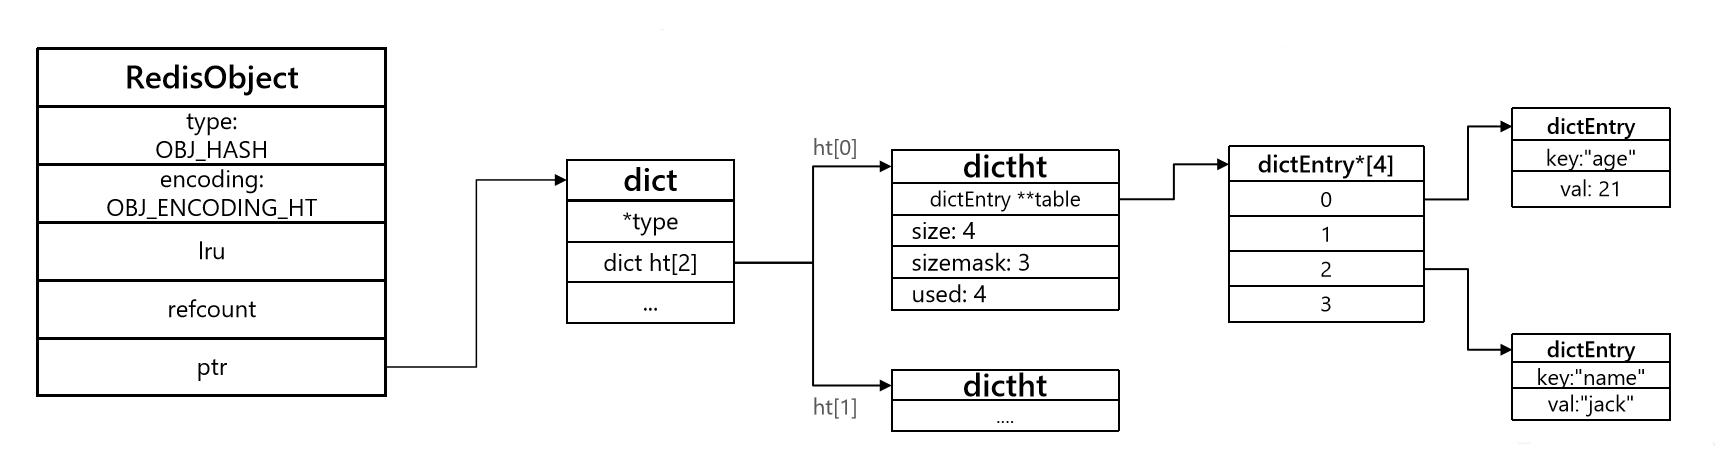 RedisObject
type:
OBJ_HASH
encoding:
OBJ_ENCODING_HT
lru
refcount
ptr
dict
*type
dict ht[2]
...
ht[0]
dictht
dictEntry **table
size: 4
sizemask: 3
used: 4
ht[1]
dictht
....
dictEntry*[4]
0
1
2
3
dictEntry
key:"age"
val: 21
dictEntry
key:"name"
val:"jack"